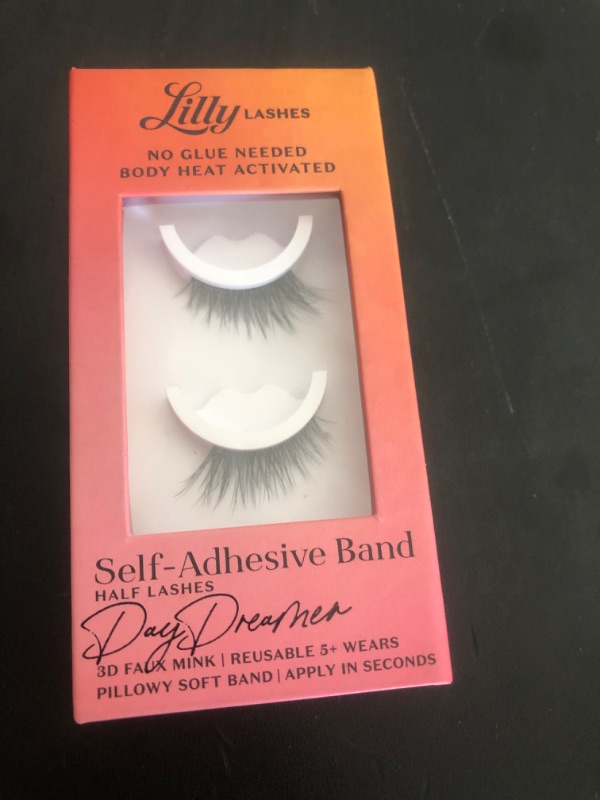 Lilly LASHES
NO GLUE NEEDED
BODY HEAT ACTIVATED
Self-Adhesive Band
HALF LASHES
Day Dreamer
3D FAUX MINK | REUSABLE 5+ WEARS
PILLOWY SOFT BAND | APPLY IN SECONDS